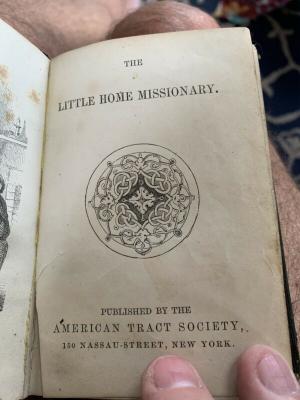 THE
LITTLE HOME MISSIONARY.
PUBLISHED BY THE
AMERICAN TRACT SOCIETY,
150 NASSAU-STREET, NEW YORK.